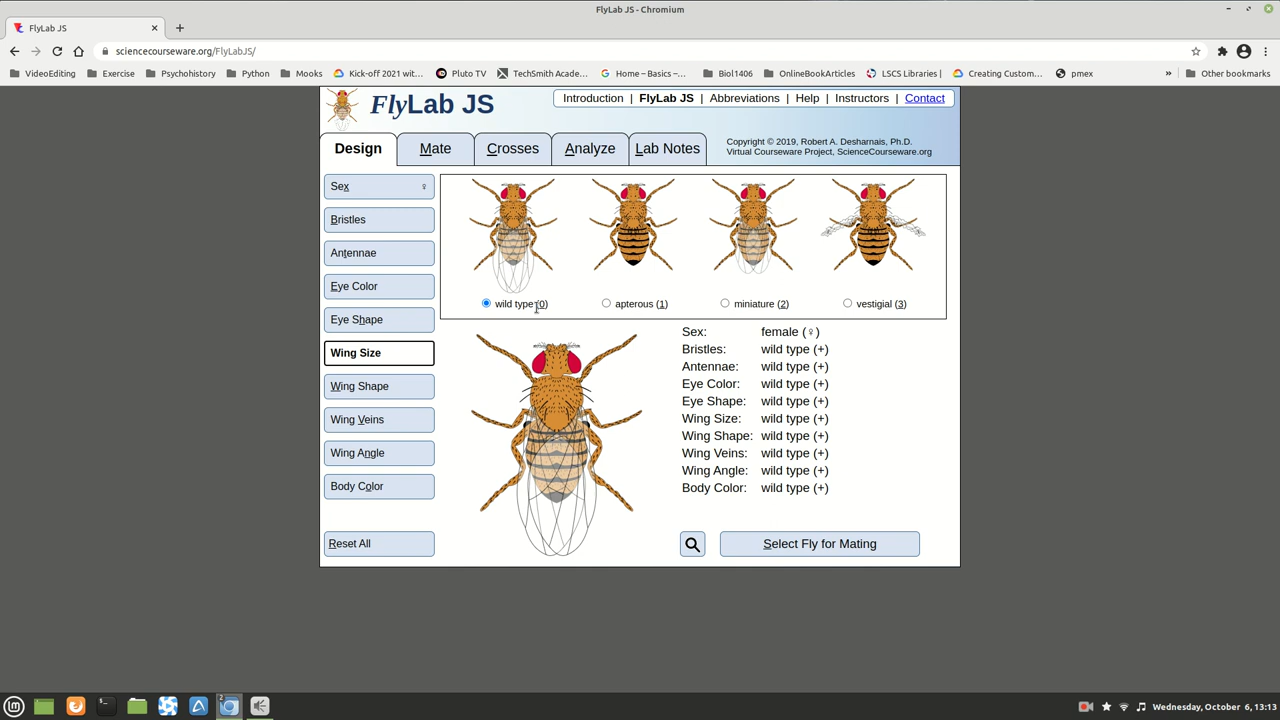 FlyLab JS - Chromium
FlyLab JS
sciencecourseware.org/FlyLabJS/
VideoEditing Exercise Psychohistory Python Mooks Kick-off 2021 wit… Pluto TV TechSmith Acade… Home – Basics –… Biol1406 OnlineBookArticles LSCS Libraries | Creating Custom… pmex » Other bookmarks
FlyLab JS
Introduction | FlyLab JS | Abbreviations | Help | Instructors | Contact
Design Mate Crosses Analyze Lab Notes
Copyright © 2019, Robert A. Desharnais, Ph.D.
Virtual Courseware Project, ScienceCourseware.org
Sex ♀
Bristles
Antennae
Eye Color
Eye Shape
Wing Size
Wing Shape
Wing Veins
Wing Angle
Body Color
Reset All
wild type (0) apterous (1) miniature (2) vestigial (3)
Sex: female (♀)
Bristles: wild type (+)
Antennae: wild type (+)
Eye Color: wild type (+)
Eye Shape: wild type (+)
Wing Size: wild type (+)
Wing Shape: wild type (+)
Wing Veins: wild type (+)
Wing Angle: wild type (+)
Body Color: wild type (+)
Select Fly for Mating
2
Wednesday, October 6, 13:13